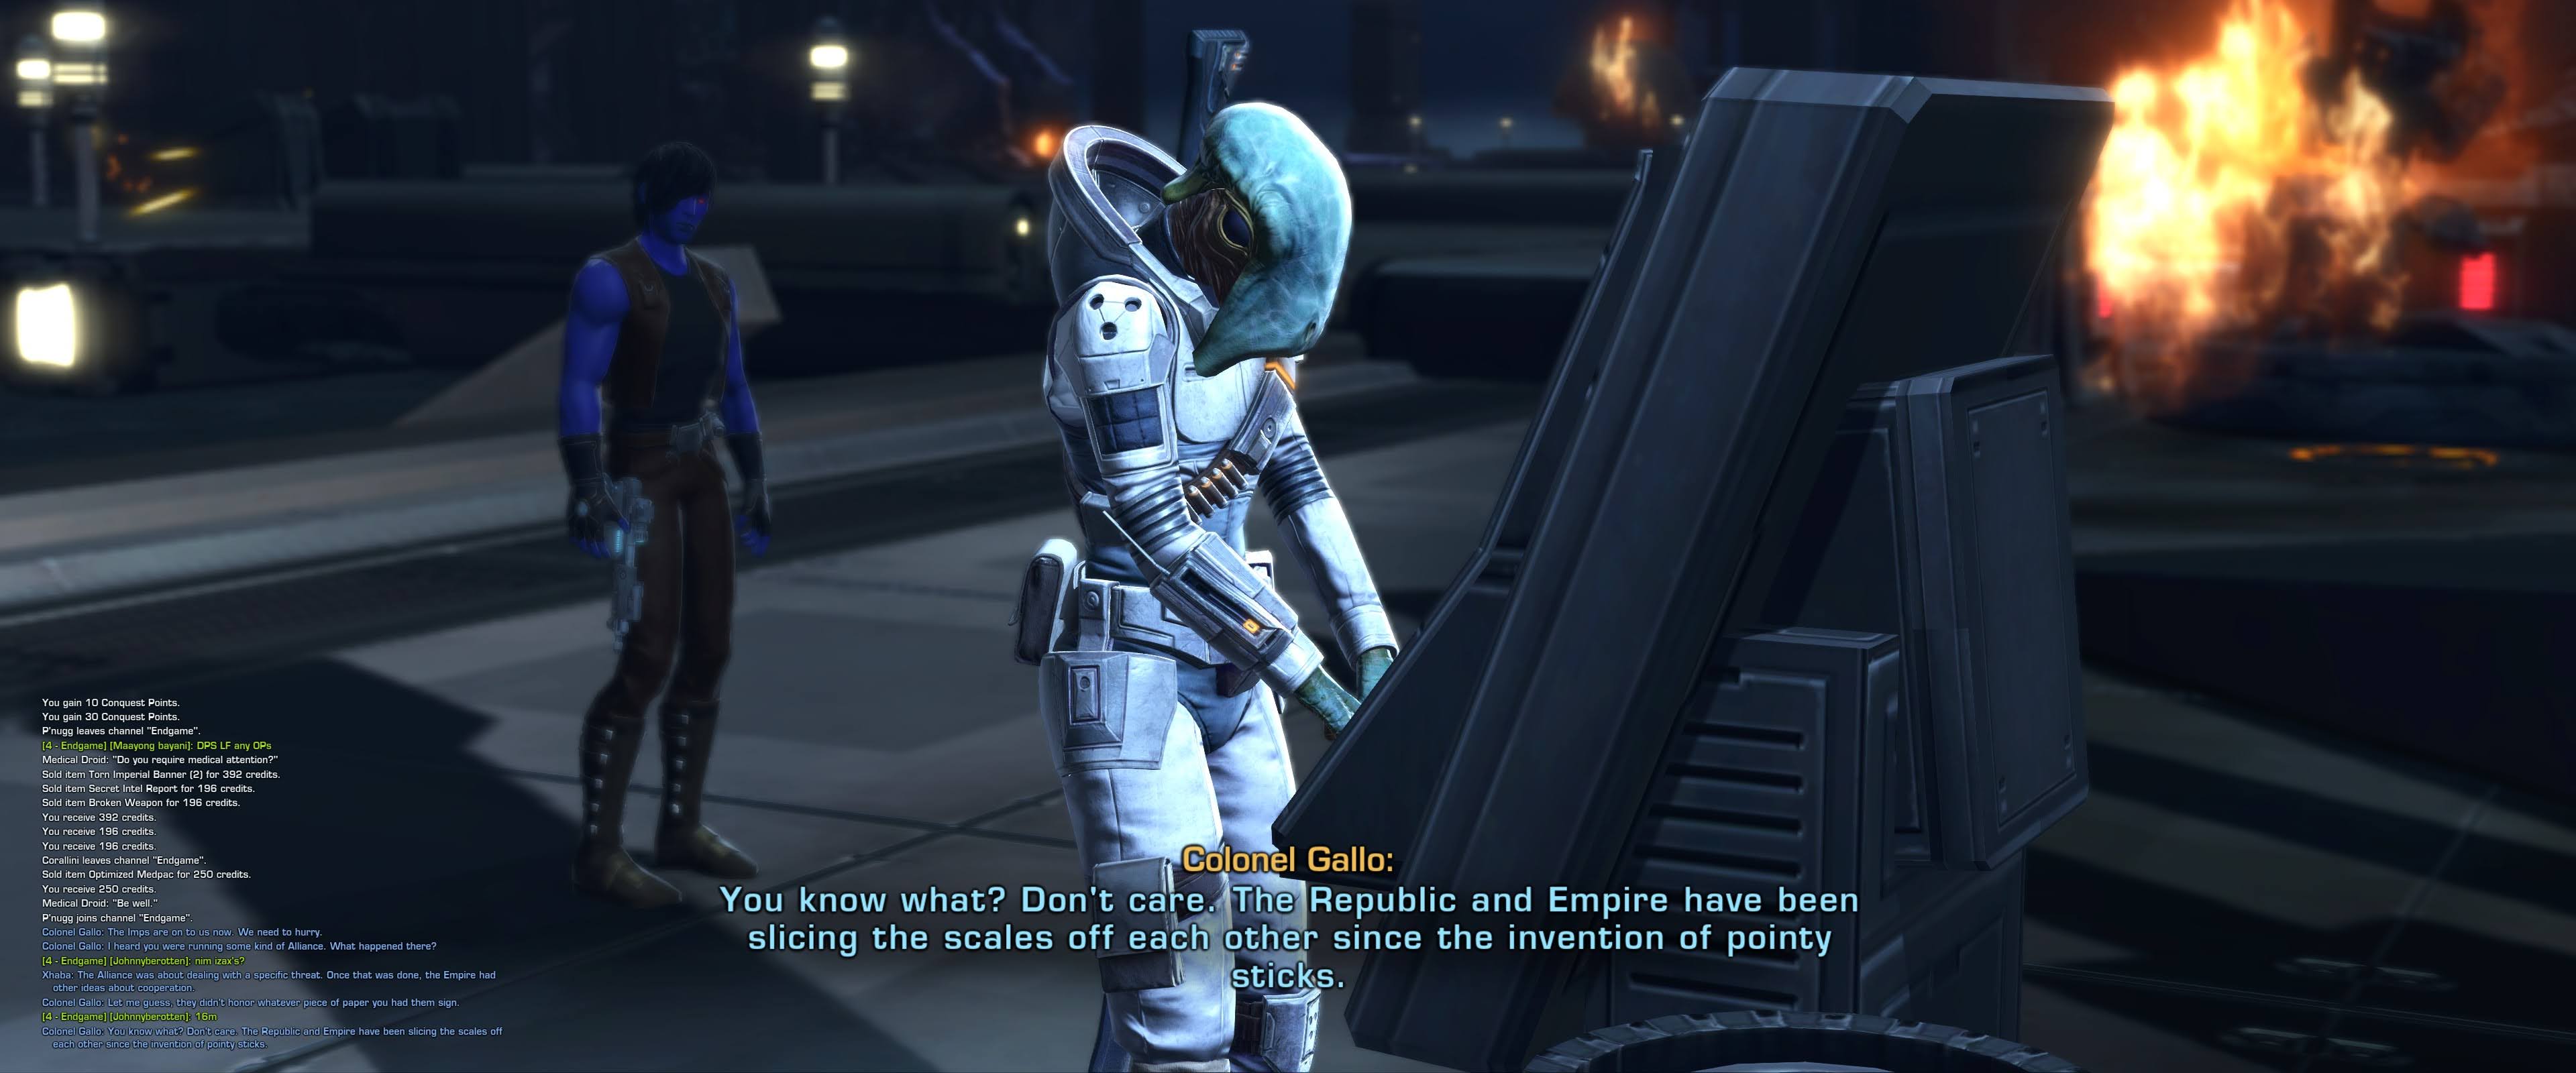 You gain 10 Conquest Points.
You gain 30 Conquest Points.
P'nugg leaves channel "Endgame".
[4 - Endgame] [Maayong bayani]: DPS LF any OPs
Medical Droid: "Do you require medical attention?"
Sold item Torn Imperial Banner (2) for 392 credits.
Sold item Secret Intel Report for 196 credits.
Sold item Broken Weapon for 196 credits.
You receive 392 credits.
You receive 196 credits.
You receive 196 credits.
Corallini leaves channel "Endgame".
Sold item Optimized Medpac for 250 credits.
You receive 250 credits.
Medical Droid: "Be well."
P'nugg joins channel "Endgame".
Colonel Gallo: The Imps are on to us now. We need to hurry.
Colonel Gallo: I heard you were running some kind of Alliance. What happened there?
[4 - Endgame] [Johnnyberotten]: nim izax's?
Xhaba: The Alliance was about dealing with a specific threat. Once that was done, the Empire had
other ideas about cooperation.
Colonel Gallo: Let me guess, they didn't honor whatever piece of paper you had them sign.
[4 - Endgame] [Johnnyberotten]: 16m
Colonel Gallo: You know what? Don't care. The Republic and Empire have been slicing the scales off
each other since the invention of pointy sticks.
Colonel Gallo:
You know what? Don't care. The Republic and Empire have been
slicing the scales off each other since the invention of pointy
sticks.